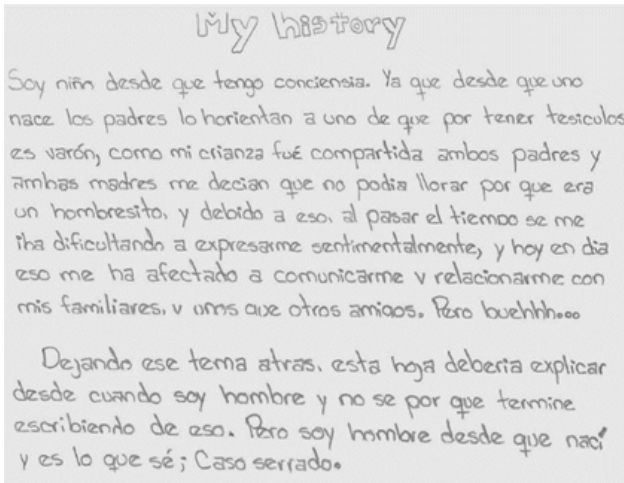 My history
Soy niñn desde que tengo conciensia. Ya que desde que uno
nace los padres lo horientan a uno de que por tener tesiculos
es varón, como mi crianza fué compartida ambos padres y
ambas madres me decian que no podia llorar por que era
un hombresito, y debido a eso, al pasar el tiempo se me
iha dificultando a expresarme sentimentalmente, y hoy en dia
eso me ha afectado a comunicarme y relacionarme con
mis familiares, y unos que otros amigos. Pero buehhh...
Dejando ese tema atras, esta hoja deberia explicar
desde cuando soy hombre y no se por que termine
escribiendo de eso. Pero soy hombre desde que nací
y es lo que sé; Caso serrado.